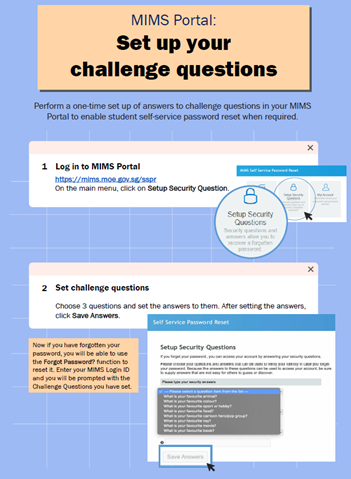 MIMS Portal:
Set up your
challenge questions
Perform a one-time set up of answers to challenge questions in your MIMS
Portal to enable student self-service password reset when required.
1 Log in to MIMS Portal
https://mims.moe.gov.sg/sspr
On the main menu, click on Setup Security Question.
MIMS Self Service Password Reset
Setup Security
Questions
Setup Security
Questions
Security questions and
answers allow you to
recover a forgotten
password.
2 Set challenge questions
Choose 3 questions and set the answers to them. After setting the answers,
click Save Answers.
Self Service Password Reset
Now if you have forgotten your
password, you will be able to use
the Forgot Password? function to
reset it. Enter your MIMS Login ID
and you will be prompted with the
Challenge Questions you have set.
Setup Security Questions
If you forget your password, you can access your account by answering your security questions.
Please choose your questions and answers that can be used to verify your identity in case you forget
your password. Because the answers to these questions can be used to access your account, be sure
to supply answers that are not easy for others to guess or discover.
Please type your security answers
--- Please select a question item from the list ---
What is your favourite animal?
What is your favourite colour?
What is your favourite sport or hobby?
What is your favourite food?
What is your favourite cartoon hero/pop group?
What is your favourite toy?
What is your favourite movie?
What is your favourite book?
Save Answers